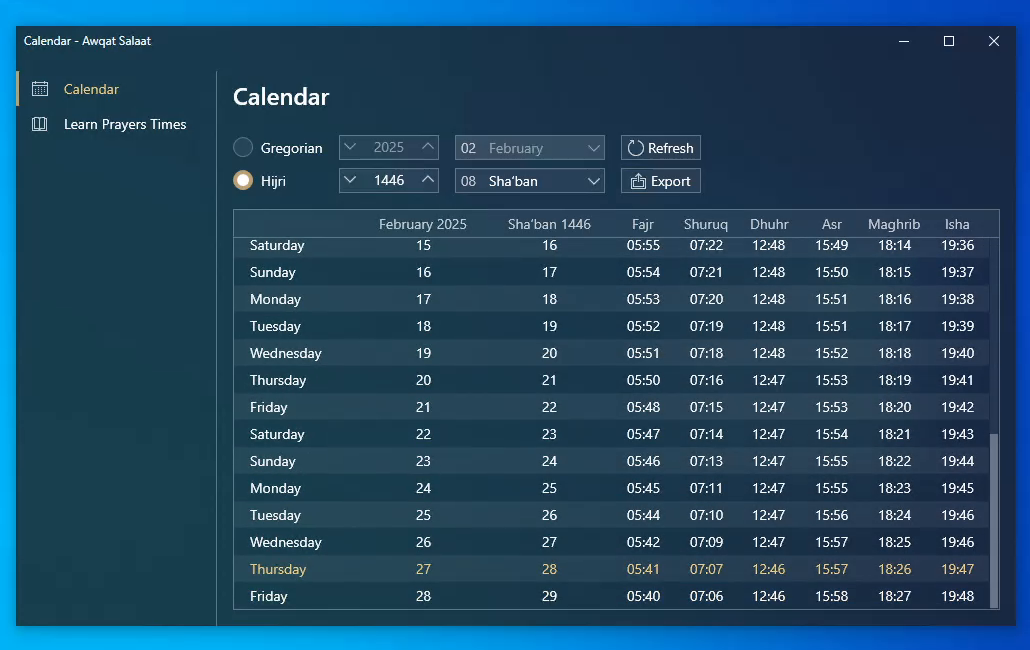 Calendar - Awqat Salaat
Calendar
Learn Prayers Times
Calendar
Gregorian 2025 02 February Refresh
Hijri 1446 08 Sha'ban Export
February 2025 Sha'ban 1446 Fajr Shuruq Dhuhr Asr Maghrib Isha
Saturday 15 16 05:55 07:22 12:48 15:49 18:14 19:36
Sunday 16 17 05:54 07:21 12:48 15:50 18:15 19:37
Monday 17 18 05:53 07:20 12:48 15:51 18:16 19:38
Tuesday 18 19 05:52 07:19 12:48 15:51 18:17 19:39
Wednesday 19 20 05:51 07:18 12:48 15:52 18:18 19:40
Thursday 20 21 05:50 07:16 12:47 15:53 18:19 19:41
Friday 21 22 05:48 07:15 12:47 15:53 18:20 19:42
Saturday 22 23 05:47 07:14 12:47 15:54 18:21 19:43
Sunday 23 24 05:46 07:13 12:47 15:55 18:22 19:44
Monday 24 25 05:45 07:11 12:47 15:55 18:23 19:45
Tuesday 25 26 05:44 07:10 12:47 15:56 18:24 19:46
Wednesday 26 27 05:42 07:09 12:47 15:57 18:25 19:46
Thursday 27 28 05:41 07:07 12:46 15:57 18:26 19:47
Friday 28 29 05:40 07:06 12:46 15:58 18:27 19:48